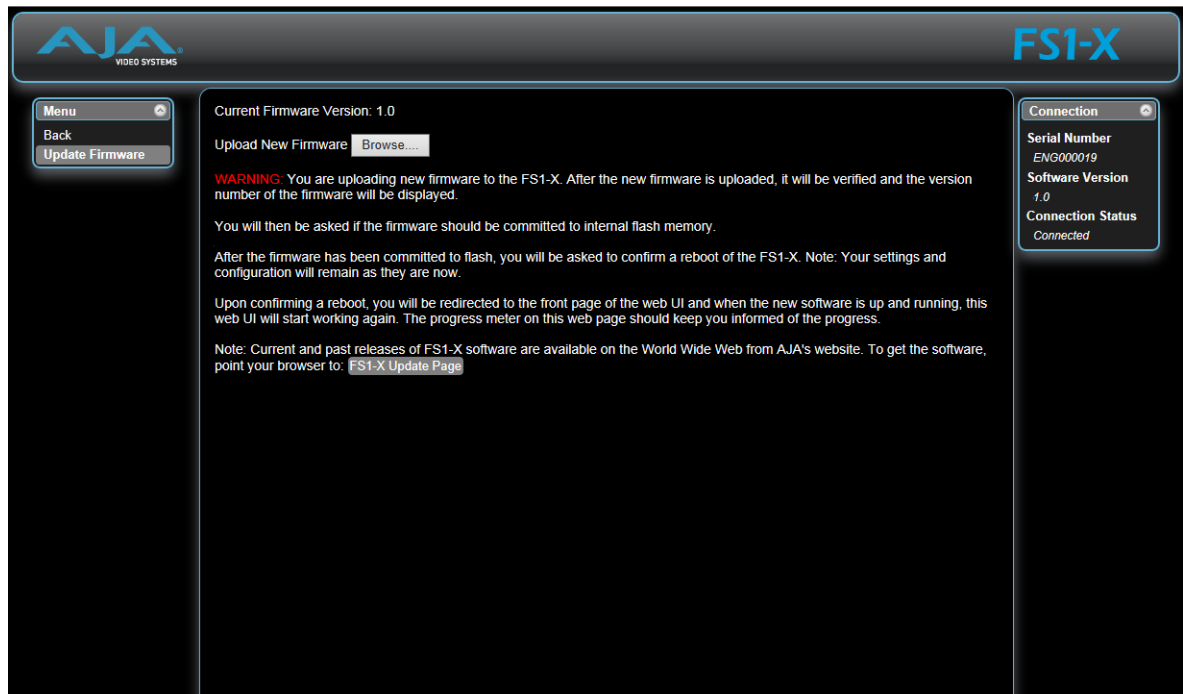 AJA®
VIDEO SYSTEMS
FS1-X
Menu
Back
Update Firmware
Current Firmware Version: 1.0
Upload New Firmware Browse....
WARNING: You are uploading new firmware to the FS1-X. After the new firmware is uploaded, it will be verified and the version
number of the firmware will be displayed.
You will then be asked if the firmware should be committed to internal flash memory.
After the firmware has been committed to flash, you will be asked to confirm a reboot of the FS1-X. Note: Your settings and
configuration will remain as they are now.
Upon confirming a reboot, you will be redirected to the front page of the web UI and when the new software is up and running, this
web UI will start working again. The progress meter on this web page should keep you informed of the progress.
Note: Current and past releases of FS1-X software are available on the World Wide Web from AJA's website. To get the software,
point your browser to: FS1-X Update Page
Connection
Serial Number
ENG000019
Software Version
1.0
Connection Status
Connected